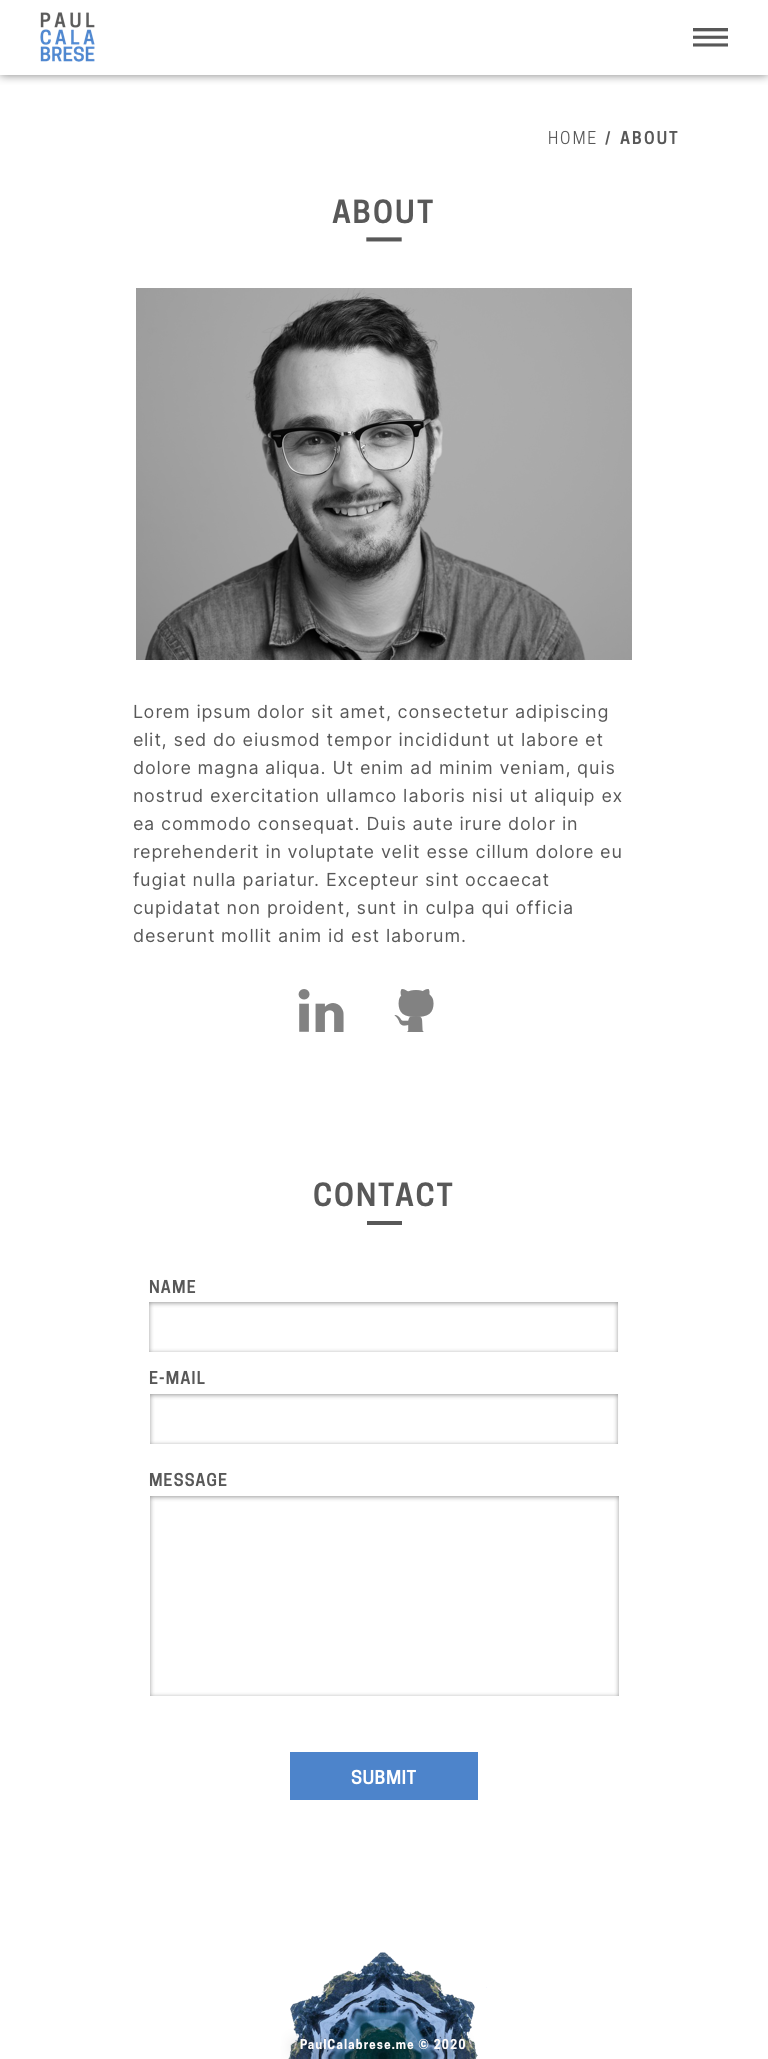 PAUL
CALA
BRESE
HOME / ABOUT
ABOUT
Lorem ipsum dolor sit amet, consectetur adipiscing
elit, sed do eiusmod tempor incididunt ut labore et
dolore magna aliqua. Ut enim ad minim veniam, quis
nostrud exercitation ullamco laboris nisi ut aliquip ex
ea commodo consequat. Duis aute irure dolor in
reprehenderit in voluptate velit esse cillum dolore eu
fugiat nulla pariatur. Excepteur sint occaecat
cupidatat non proident, sunt in culpa qui officia
deserunt mollit anim id est laborum.
in
CONTACT
NAME
E-MAIL
MESSAGE
SUBMIT
PaulCalabrese.me © 2020